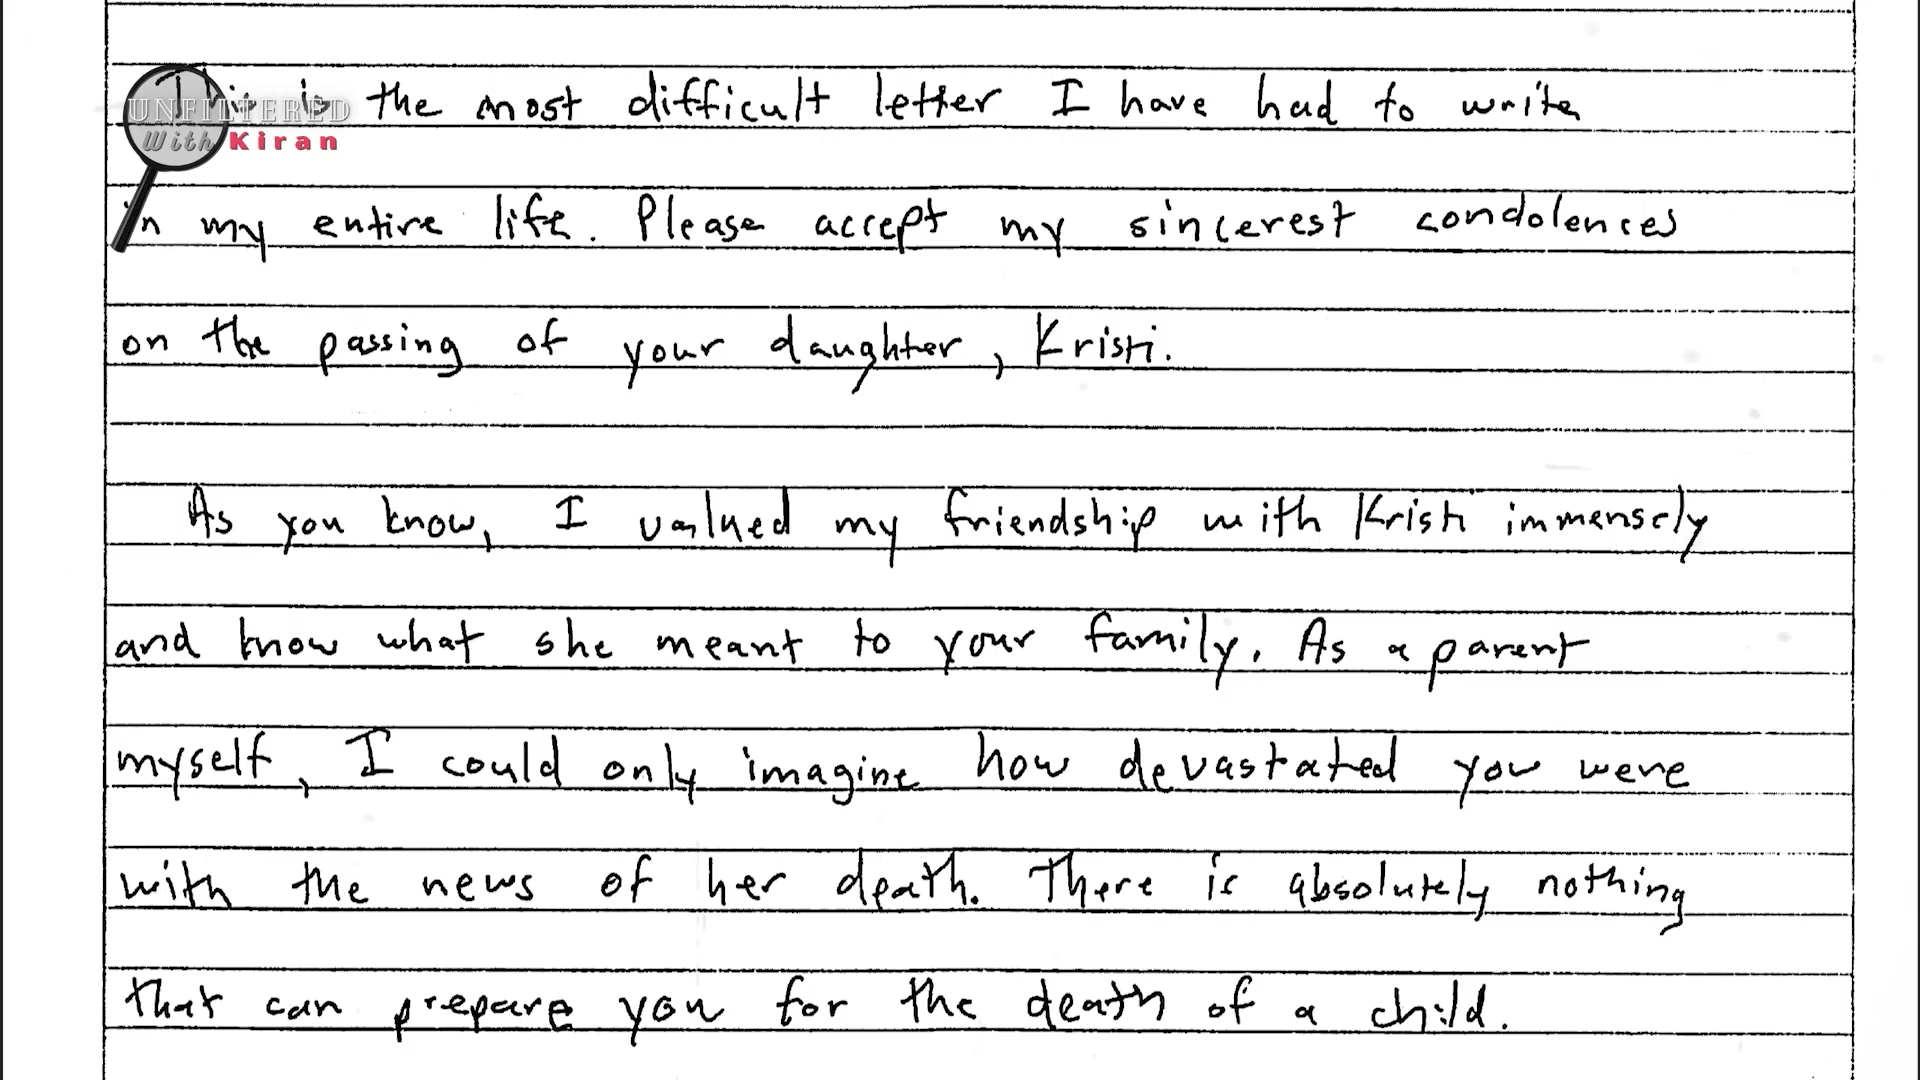 This is the most difficult letter I have had to write
UNFILTERED
With Kiran
in my entire life. Please accept my sincerest condolences
on the passing of your daughter, Kristi.
As you know, I valued my friendship with Kristi immensely
and know what she meant to your family. As a parent
myself, I could only imagine how devastated you were
with the news of her death. There is absolutely nothing
that can prepare you for the death of a child.